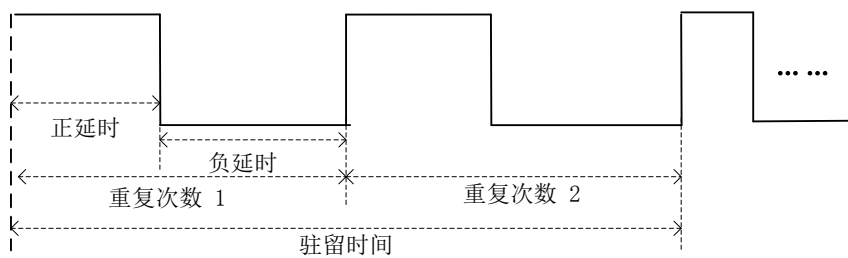 … …
正延时
负延时
重复次数 1
重复次数 2
驻留时间